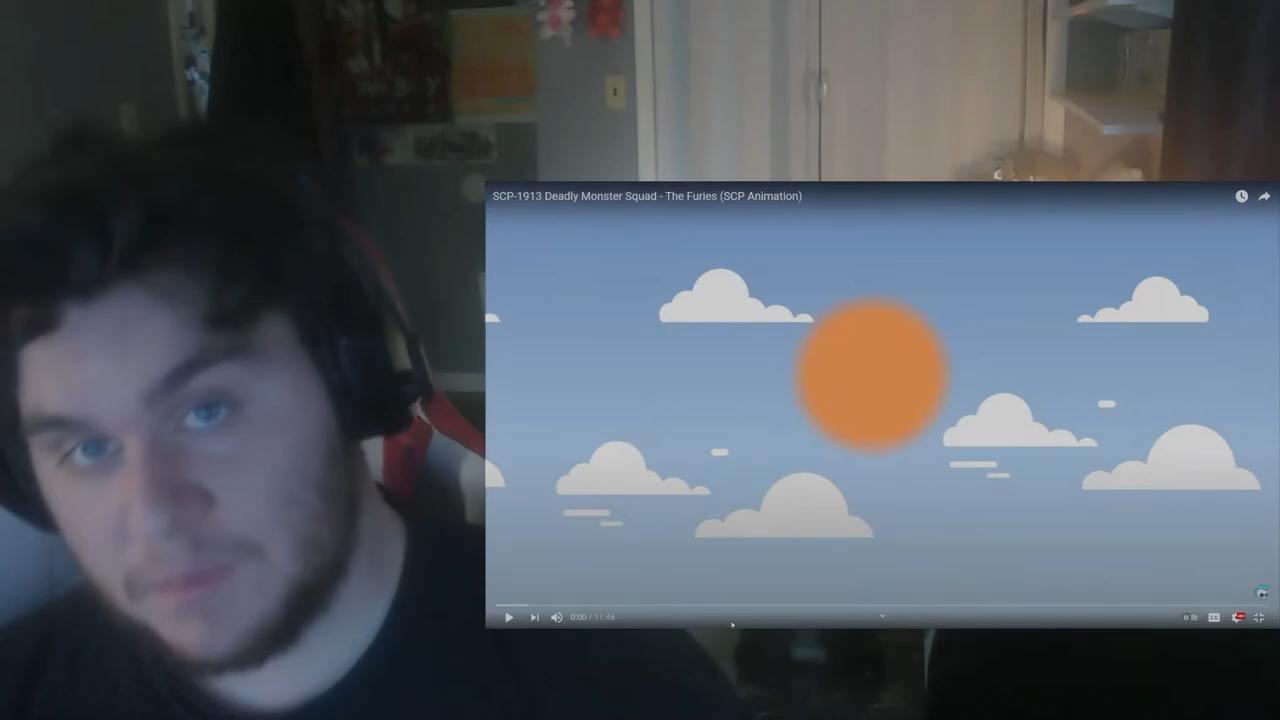 SCP-1913 Deadly Monster Squad - The Furies (SCP Animation)
0:00 / 11:46